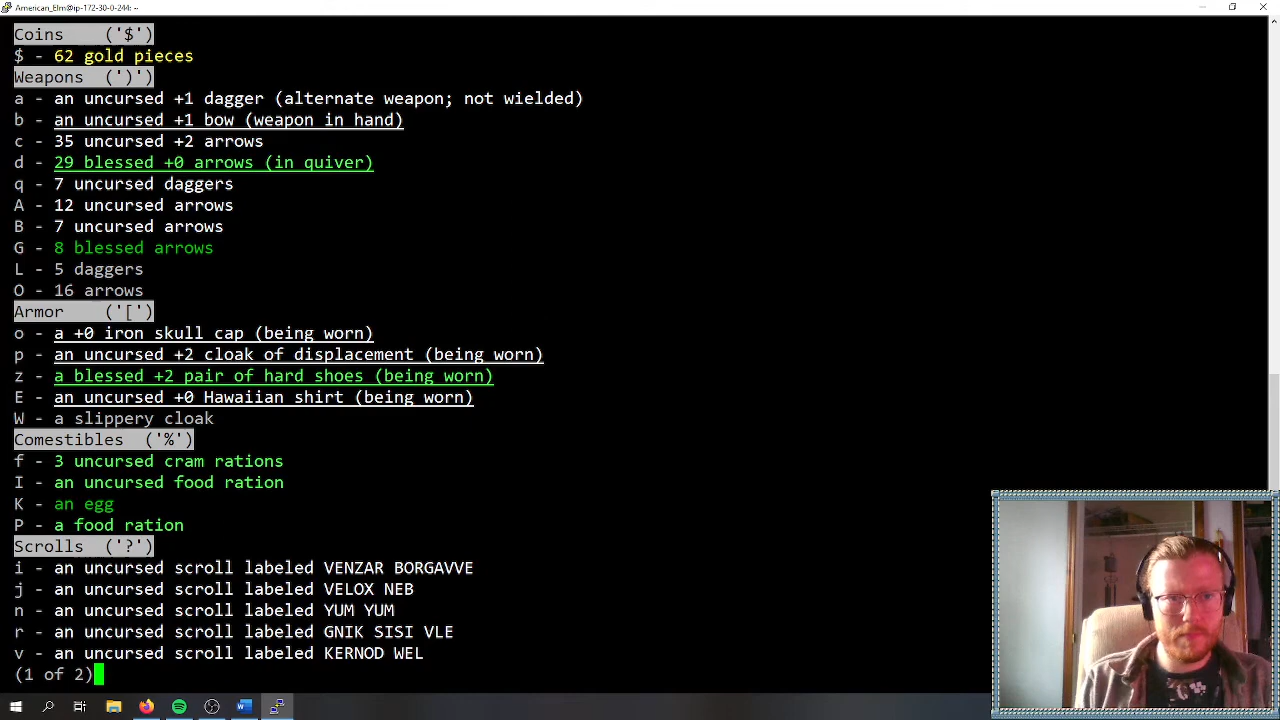 American_Elm@ip-172-30-0-244: ~
Coins ('$')
$ - 62 gold pieces
Weapons (')')
a - an uncursed +1 dagger (alternate weapon; not wielded)
b - an uncursed +1 bow (weapon in hand)
c - 35 uncursed +2 arrows
d - 29 blessed +0 arrows (in quiver)
q - 7 uncursed daggers
A - 12 uncursed arrows
B - 7 uncursed arrows
G - 8 blessed arrows
L - 5 daggers
O - 16 arrows
Armor ('[')
o - a +0 iron skull cap (being worn)
p - an uncursed +2 cloak of displacement (being worn)
z - a blessed +2 pair of hard shoes (being worn)
E - an uncursed +0 Hawaiian shirt (being worn)
W - a slippery cloak
Comestibles ('%')
f - 3 uncursed cram rations
I - an uncursed food ration
K - an egg
P - a food ration
Scrolls ('?')
i - an uncursed scroll labeled VENZAR BORGAVVE
j - an uncursed scroll labeled VELOX NEB
n - an uncursed scroll labeled YUM YUM
r - an uncursed scroll labeled GNIK SISI VLE
v - an uncursed scroll labeled KERNOD WEL
(1 of 2)